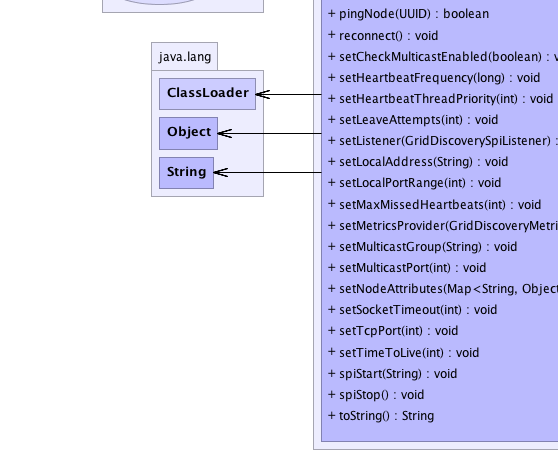 java.lang
ClassLoader
Object
String
+ pingNode(UUID) : boolean
+ reconnect() : void
+ setCheckMulticastEnabled(boolean) : v
+ setHeartbeatFrequency(long) : void
+ setHeartbeatThreadPriority(int) : void
+ setLeaveAttempts(int) : void
+ setListener(GridDiscoverySpiListener) :
+ setLocalAddress(String) : void
+ setLocalPortRange(int) : void
+ setMaxMissedHeartbeats(int) : void
+ setMetricsProvider(GridDiscoveryMetri
+ setMulticastGroup(String) : void
+ setMulticastPort(int) : void
+ setNodeAttributes(Map<String, Object
+ setSocketTimeout(int) : void
+ setTcpPort(int) : void
+ setTimeToLive(int) : void
+ spiStart(String) : void
+ spiStop() : void
+ toString() : String